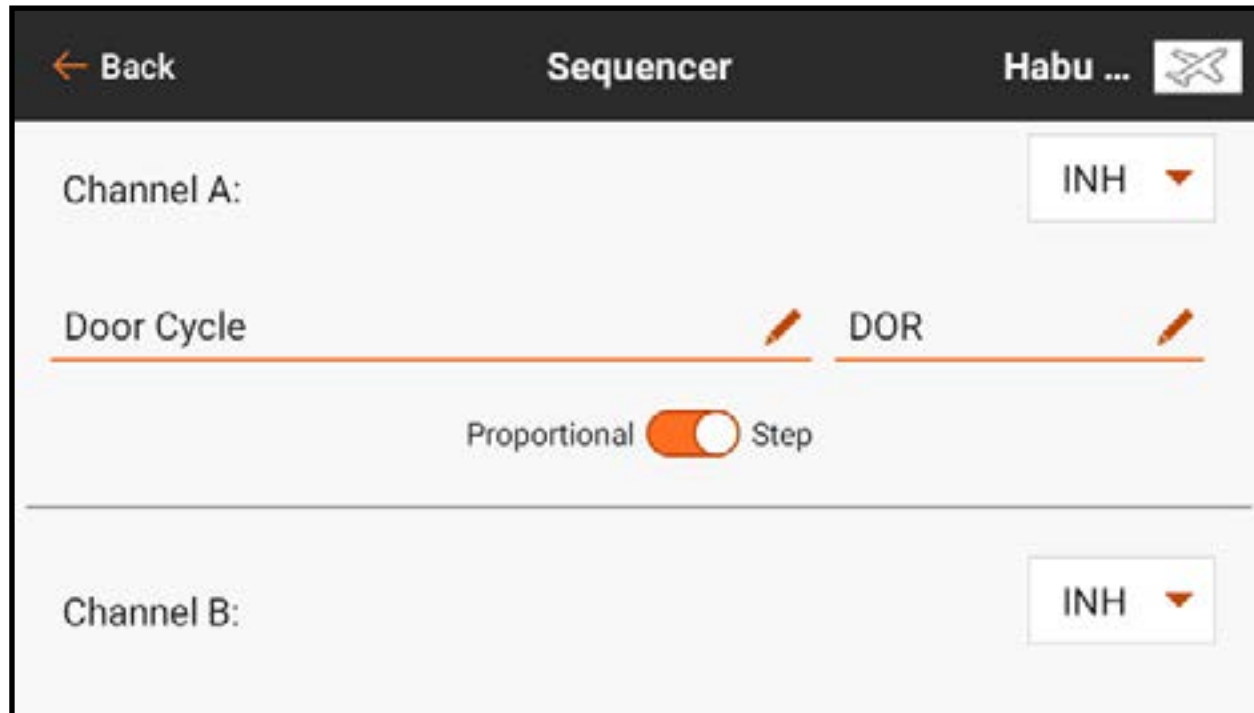 Back Sequencer Habu ...
Channel A: INH
Door Cycle DOR
Proportional Step
Channel B: INH